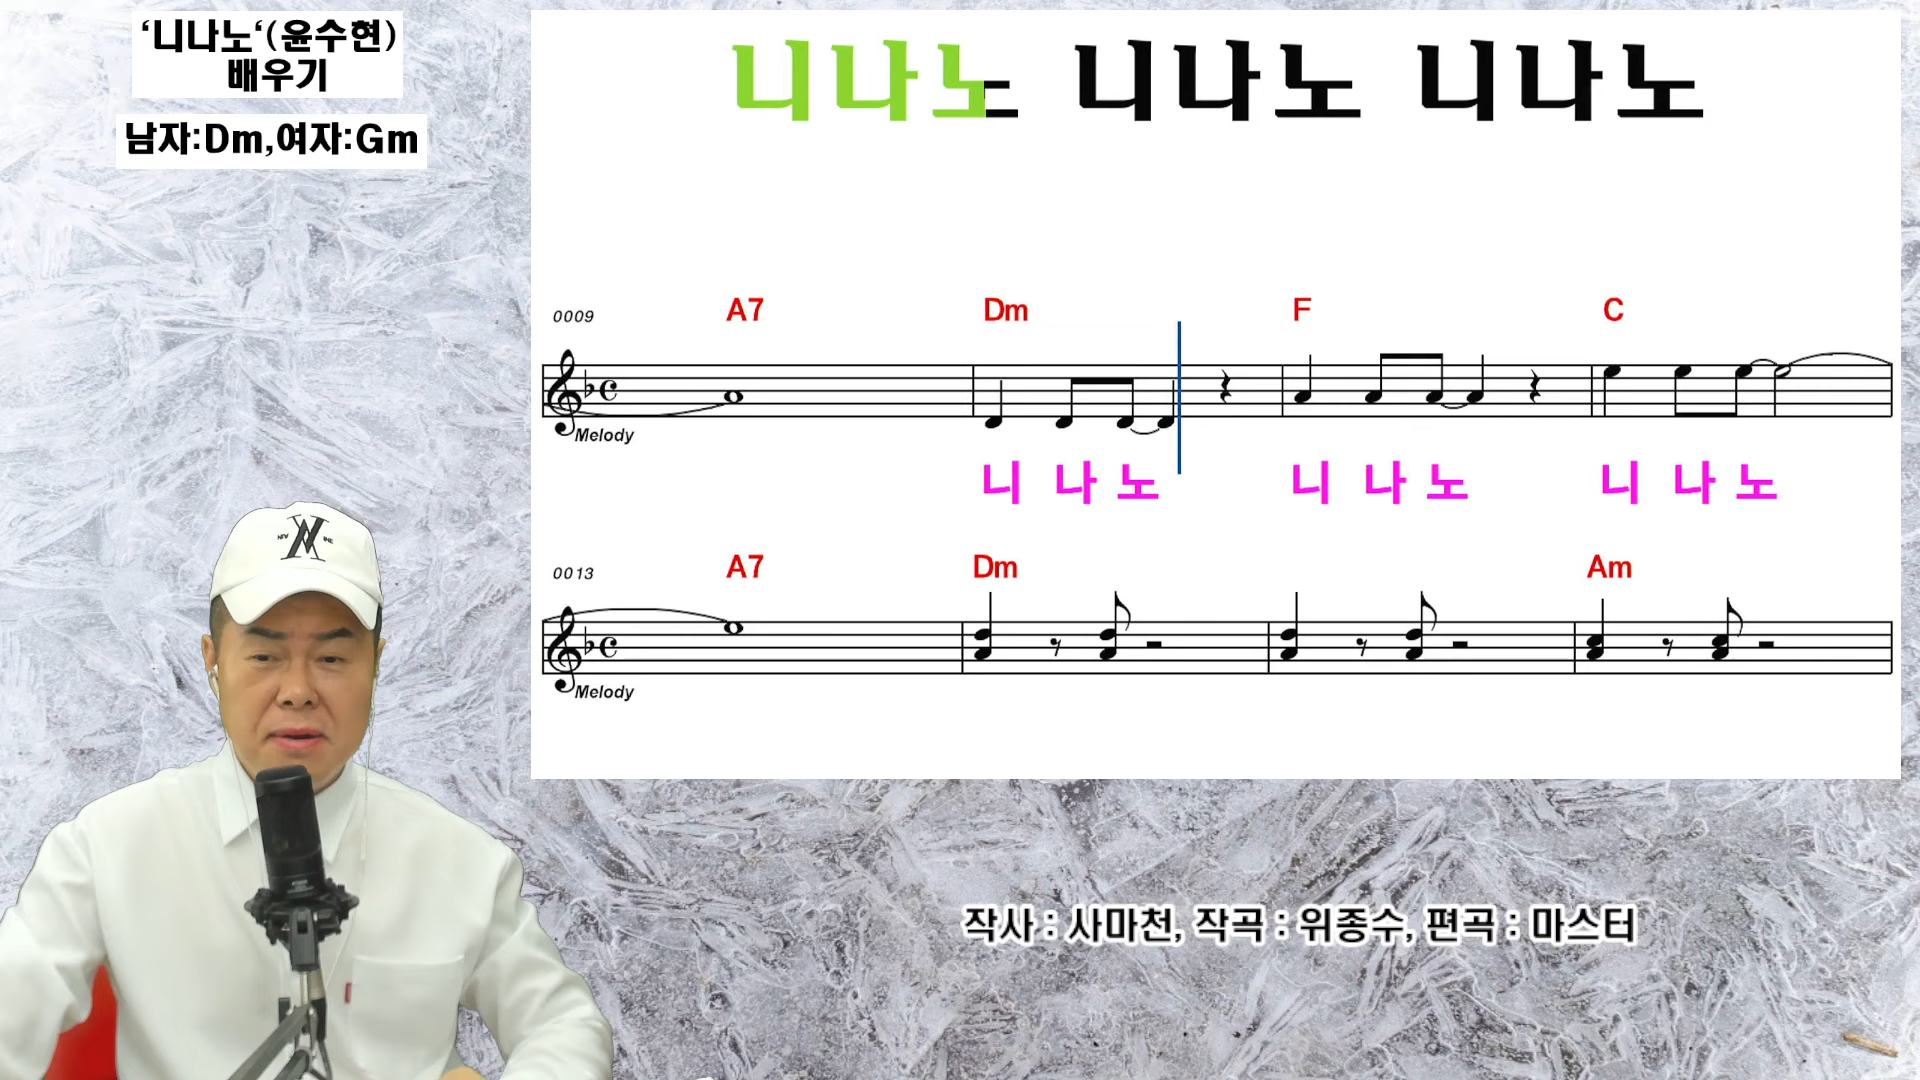 ‘니나노‘(윤수현)
배우기
남자:Dm,여자:Gm
니나노 니나노 니나노
0009 A7 Dm F C
Melody
니 나 노 니 나 노 니 나 노
0013 A7 Dm Am
Melody
작사 : 사마천, 작곡 : 위종수, 편곡 : 마스터